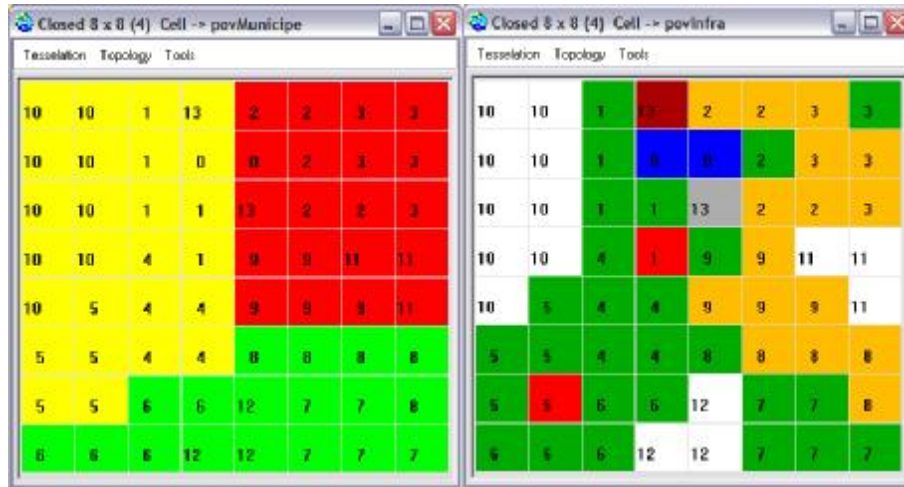 Closed 8 x 8 (4) Cell -> povMunicipe
Tesselation Topology Tools
10 10 1 13 2 2 3 3
10 10 1 0 0 2 3 3
10 10 1 1 13 2 2 3
10 10 4 1 9 9 11 11
10 5 4 4 9 9 9 11
5 5 4 4 8 8 8 8
5 5 6 6 12 7 7 8
6 6 6 12 12 7 7 7
Closed 8 x 8 (4) Cell -> povInfra
Tesselation Topology Tools
10 10 1 13 2 2 3 3
10 10 1 0 0 2 3 3
10 10 1 1 13 2 2 3
10 10 4 1 9 9 11 11
10 5 4 4 9 9 9 11
5 5 4 4 8 8 8 8
5 5 6 6 12 7 7 8
6 6 6 12 12 7 7 7